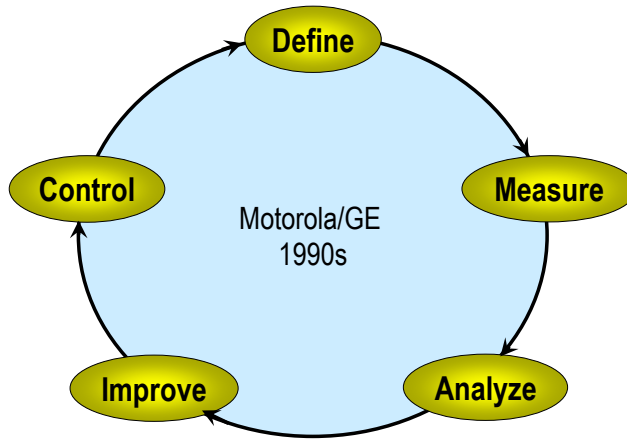 Define
Control
Measure
Motorola/GE
1990s
Improve
Analyze